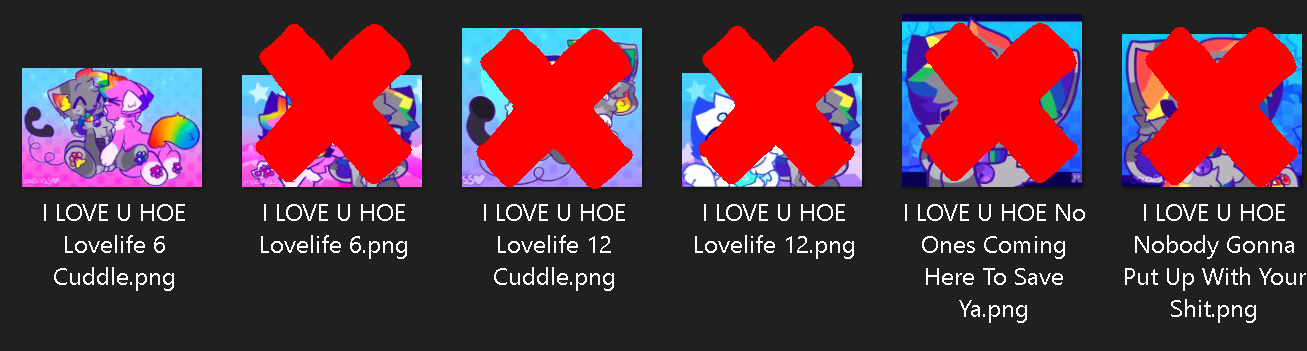 I LOVE U HOE
Lovelife 6
Cuddle.png
I LOVE U HOE
Lovelife 6.png
I LOVE U HOE
Lovelife 12
Cuddle.png
I LOVE U HOE
Lovelife 12.png
I LOVE U HOE No
Ones Coming
Here To Save
Ya.png
I LOVE U HOE
Nobody Gonna
Put Up With Your
Shit.png